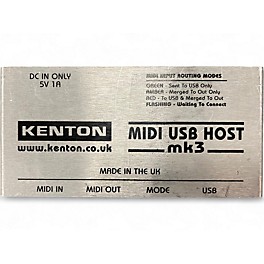 DC IN ONLY
5V 1A
MIDI INPUT ROUTING MODES
GREEN - Sent To USB Only
AMBER - Merged To Out Only
RED - To USB & Merged To Out
FLASHING - Waiting To Connect
KENTON
www.kenton.co.uk
MIDI USB HOST
mk3
MADE IN THE UK
MIDI IN
MIDI OUT
MODE
USB